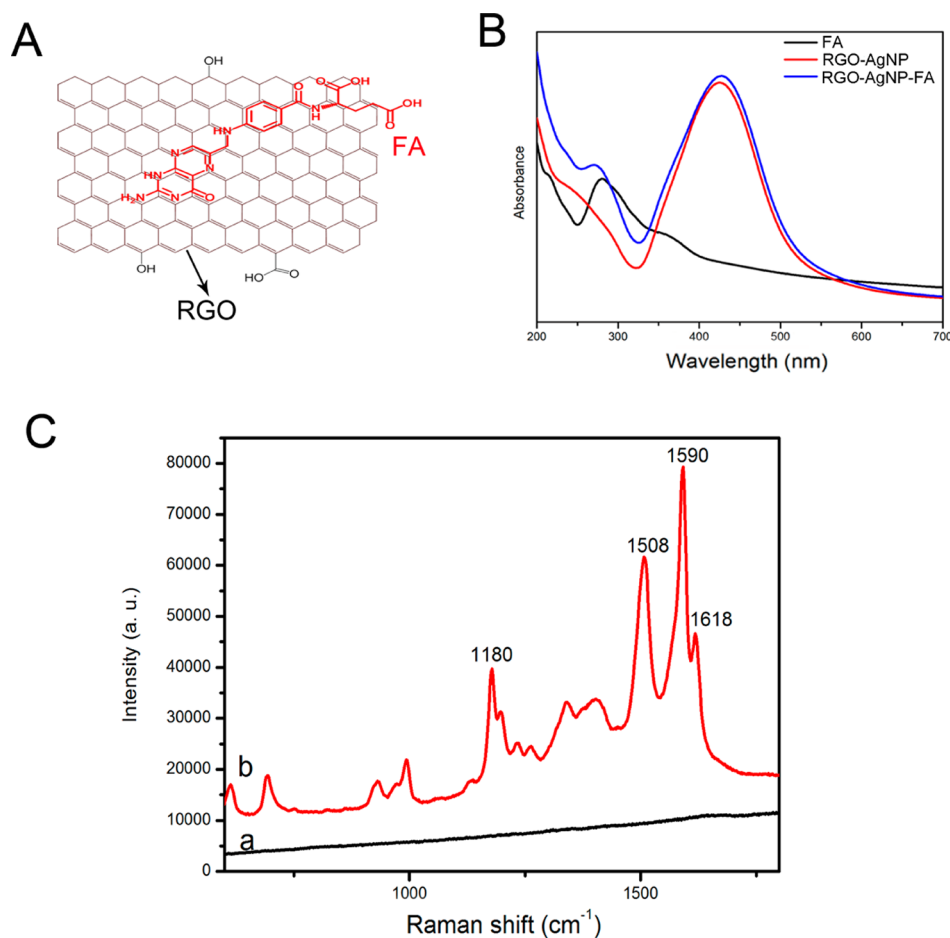 A
OH
O
OH
O
N
H
OH
O
HN
FA
N
N
HN
H₂N
N
O
OH
HO
O
RGO
B
FA
RGO-AgNP
RGO-AgNP-FA
Absorbance
200 300 400 500 600 700
Wavelength (nm)
C
80000
70000
60000
50000
40000
30000
20000
10000
0
1590
1508
1618
1180
b
a
Intensity (a. u.)
1000 1500
Raman shift (cm⁻¹)